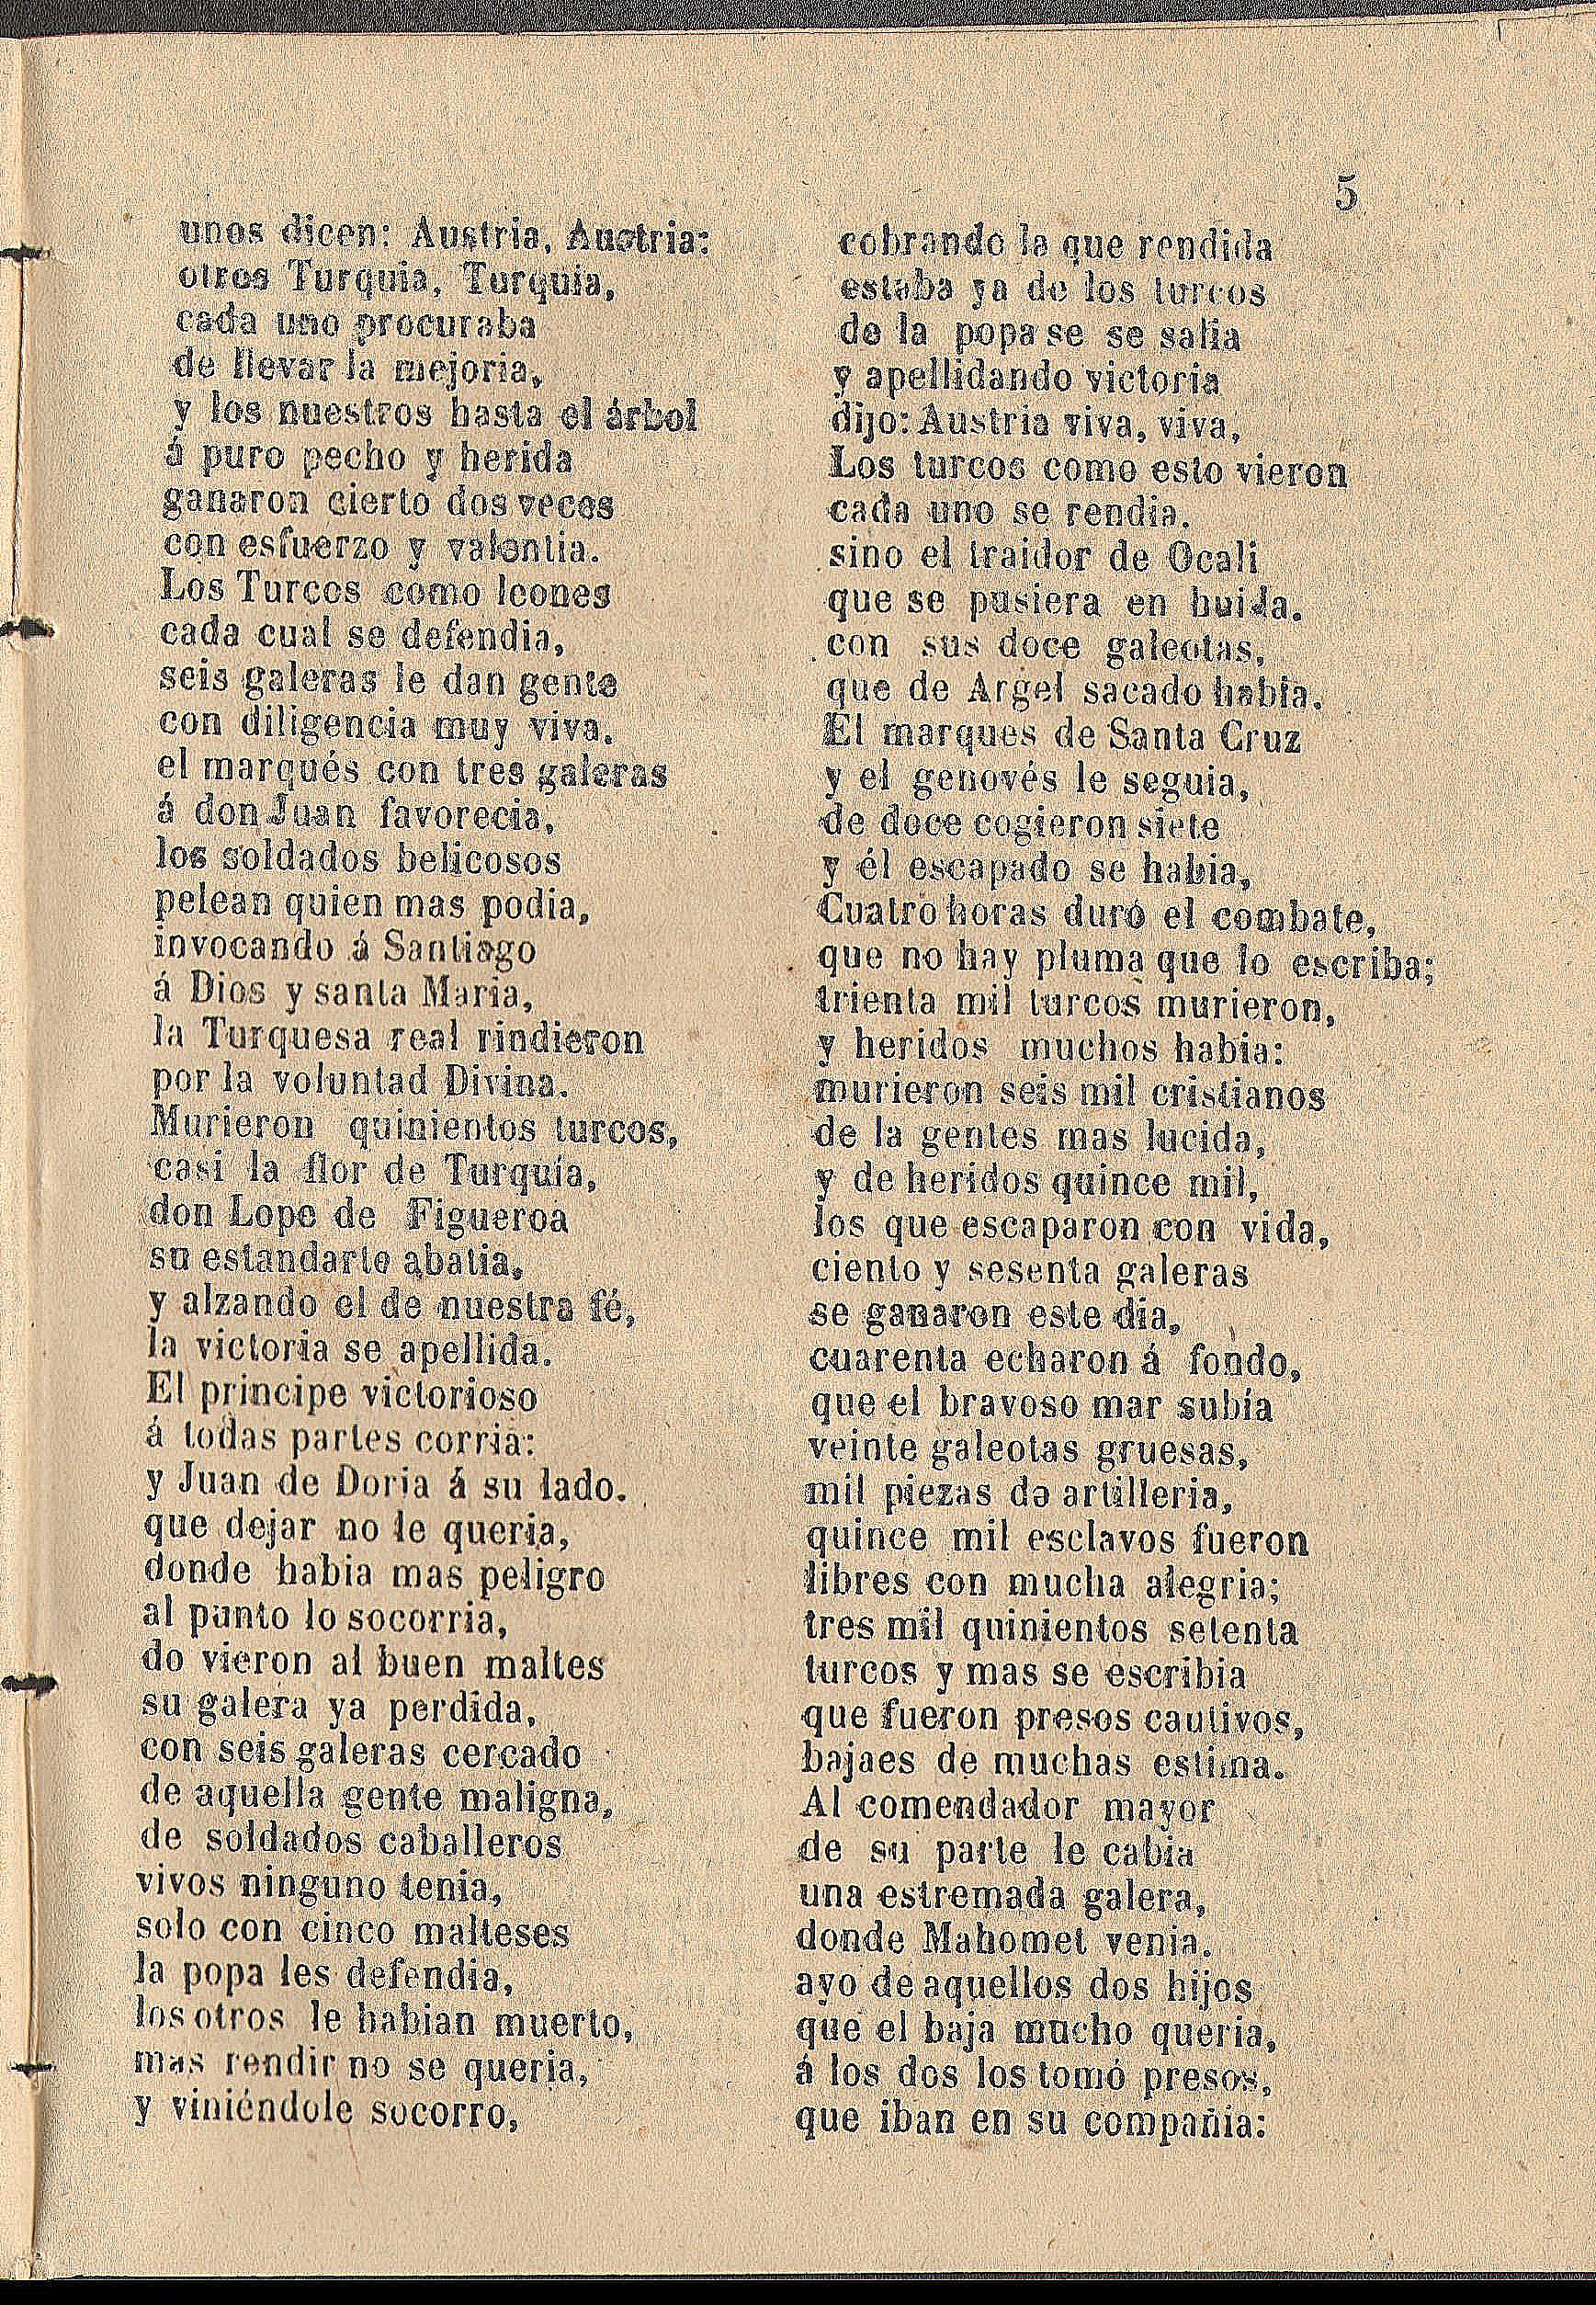 5
unos dicen: Austria, Austria:
otros Turquia, Turquia,
cada uno procuraba
de llevar la mejoria,
y los nuestros hasta el árbol
á puro pecho y herida
ganaron cierto dos veces
con esfuerzo y valentia.
Los Turcos como leones
cada cual se defendia,
seis galeras le dan gente
con diligencia muy viva.
el marqués con tres galeras
á don Juan favorecia,
los soldados belicosos
pelean quien mas podia,
invocando á Santiago
á Dios y santa Maria,
la Turquesa real rindieron
por la voluntad Divina.
Murieron quinientos turcos,
casi la flor de Turquía,
don Lope de Figueroa
su estandarte abatia,
y alzando el de nuestra fé,
la victoria se apellida.
El principe victorioso
á todas partes corria:
y Juan de Doria á su lado.
que dejar no le queria,
donde habia mas peligro
al punto lo socorria,
do vieron al buen maltes
su galera ya perdida,
con seis galeras cercado
de aquella gente maligna,
de soldados caballeros
vivos ninguno tenia,
solo con cinco malteses
la popa les defendia,
los otros le habian muerto,
mas rendir no se queria,
y viniéndole socorro,
cobrando la que rendida
estaba ya de los turcos
de la popa se se salia
y apellidando victoria
dijo: Austria viva, viva,
Los turcos como esto vieron
cada uno se rendia.
sino el traidor de Ocali
que se pusiera en huida.
con sus doce galeotas,
que de Argel sacado habia.
El marques de Santa Cruz
y el genovés le seguia,
de doce cogieron siete
y él escapado se habia,
Cuatro horas duró el combate,
que no hay pluma que lo escriba;
trienta mil turcos murieron,
y heridos muchos habia:
murieron seis mil cristianos
de la gentes mas lucida,
y de heridos quince mil,
los que escaparon con vida,
ciento y sesenta galeras
se ganaron este dia,
cuarenta echaron á fondo,
que el bravoso mar subía
veinte galeotas gruesas,
mil piezas de artilleria,
quince mil esclavos fueron
libres con mucha alegria;
tres mil quinientos setenta
turcos y mas se escribia
que fueron presos cautivos,
bajaes de muchas estima.
Al comendador mayor
de su parte le cabia
una estremada galera,
donde Mahomet venia.
ayo de aquellos dos hijos
que el baja mucho queria,
á los dos los tomó presos,
que iban en su compañia: